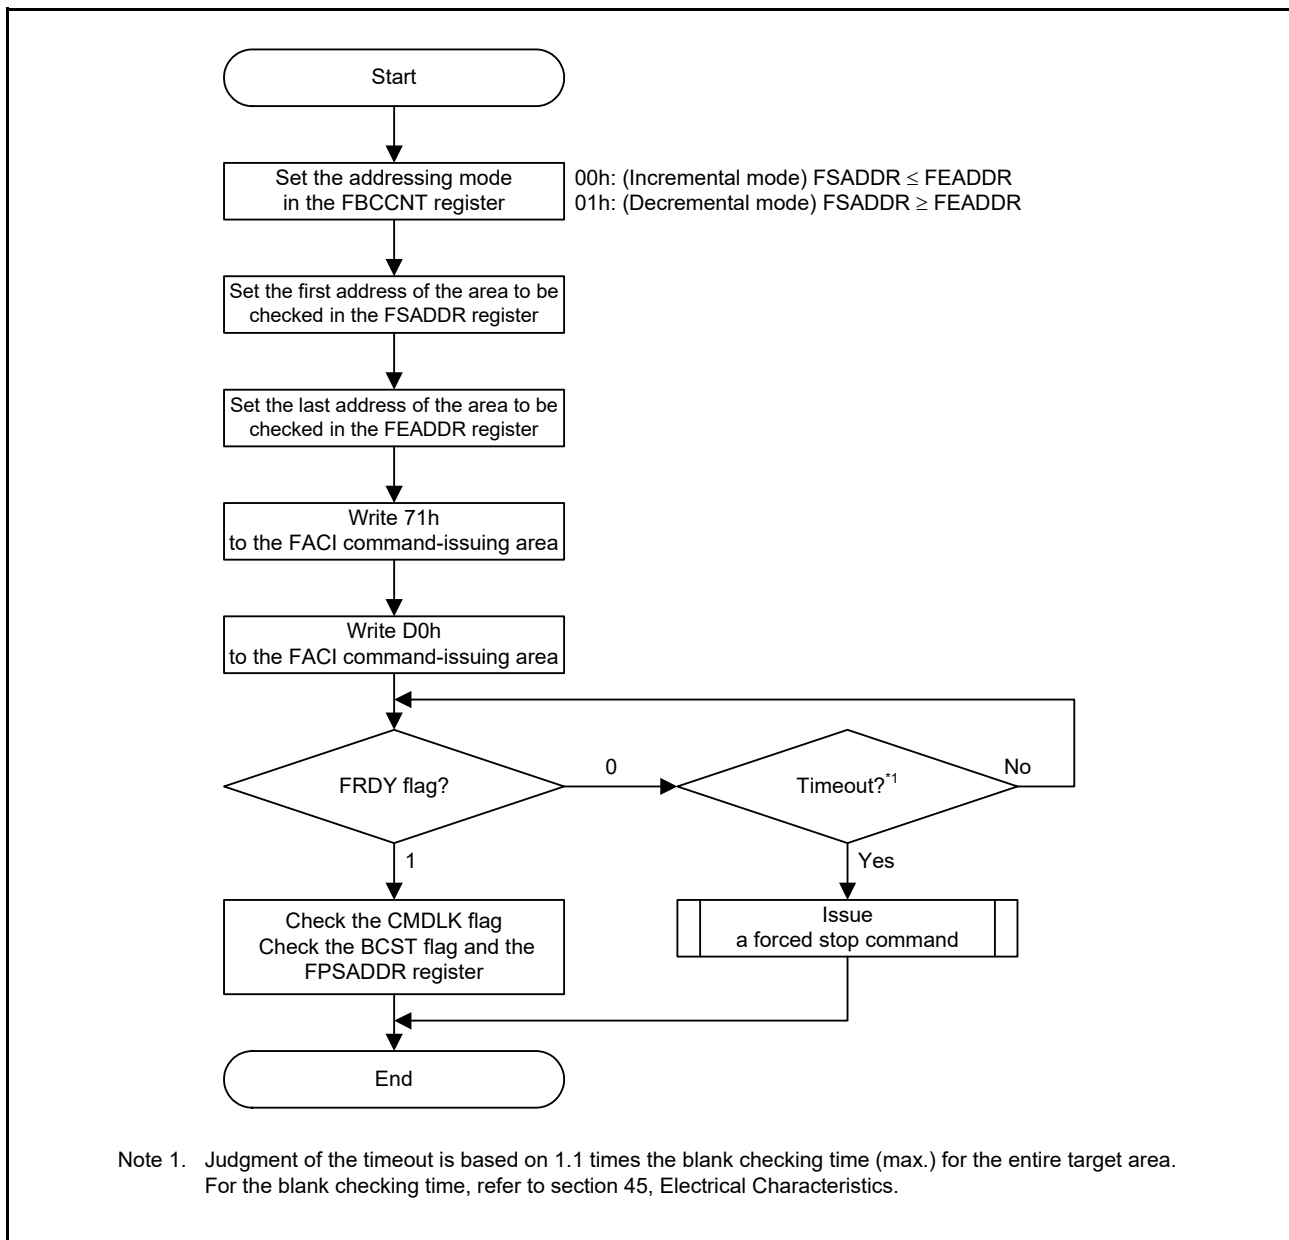 Start
Set the addressing mode
in the FBCCNT register
00h: (Incremental mode) FSADDR ≤ FEADDR
01h: (Decremental mode) FSADDR ≥ FEADDR
Set the first address of the area to be
checked in the FSADDR register
Set the last address of the area to be
checked in the FEADDR register
Write 71h
to the FACI command-issuing area
Write D0h
to the FACI command-issuing area
FRDY flag?
0
Timeout?*1
No
1
Yes
Check the CMDLK flag
Check the BCST flag and the
FPSADDR register
Issue
a forced stop command
End
Note 1. Judgment of the timeout is based on 1.1 times the blank checking time (max.) for the entire target area.
For the blank checking time, refer to section 45, Electrical Characteristics.